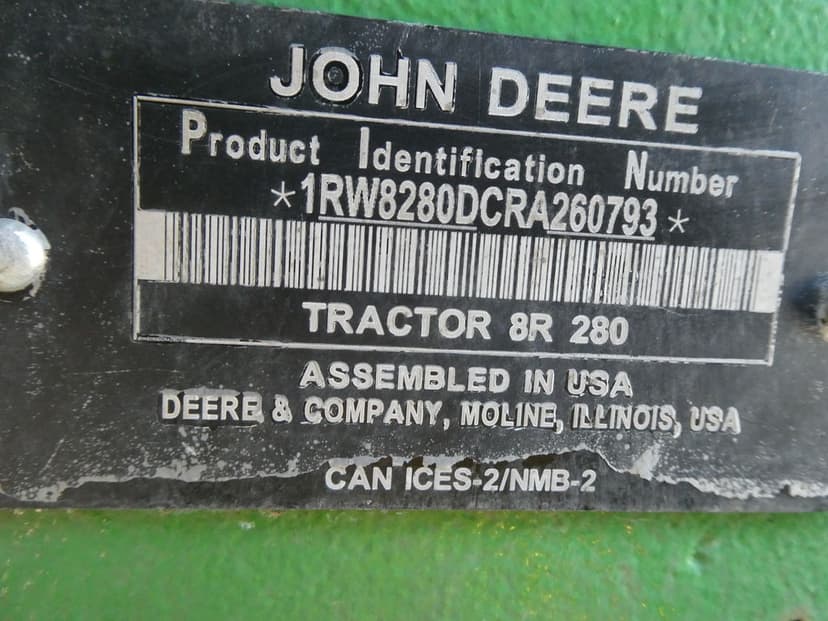 JOHN DEERE
Product Identification Number
*1RW8280DCRA260793*
TRACTOR 8R 280
ASSEMBLED IN USA
DEERE & COMPANY, MOLINE, ILLINOIS, USA
CAN ICES-2/NMB-2